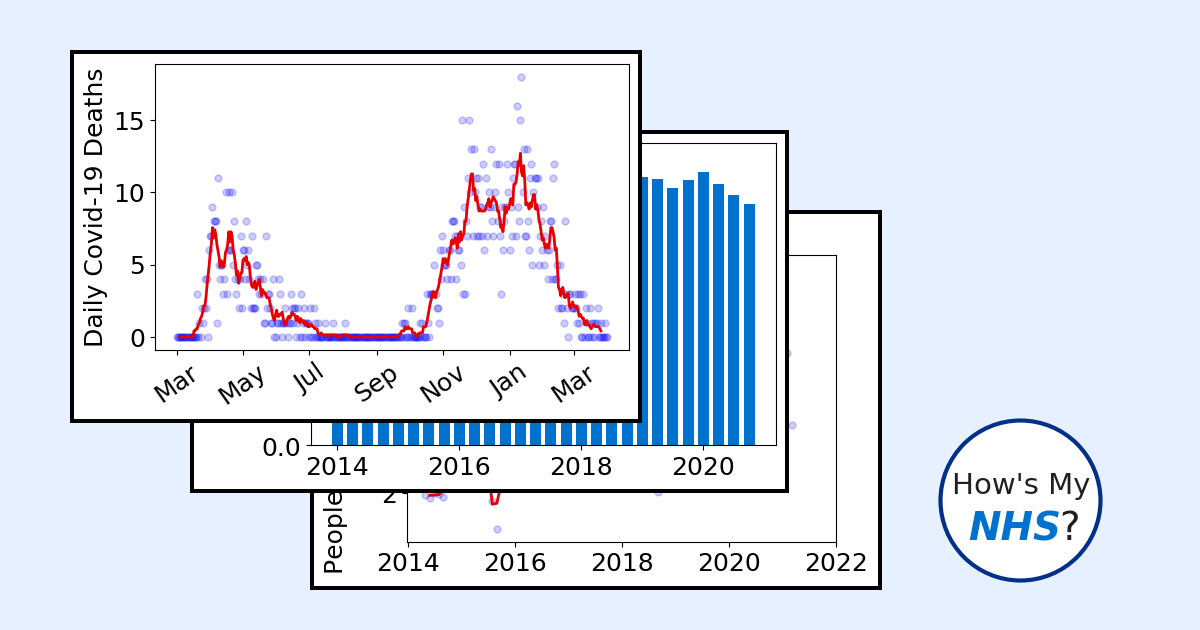 Daily Covid-19 Deaths
15
10
5
0
Mar May Jul Sep Nov Jan Mar
0.0
2014 2016 2018 2020
People
2
2014 2016 2018 2020 2022
How's My
NHS?